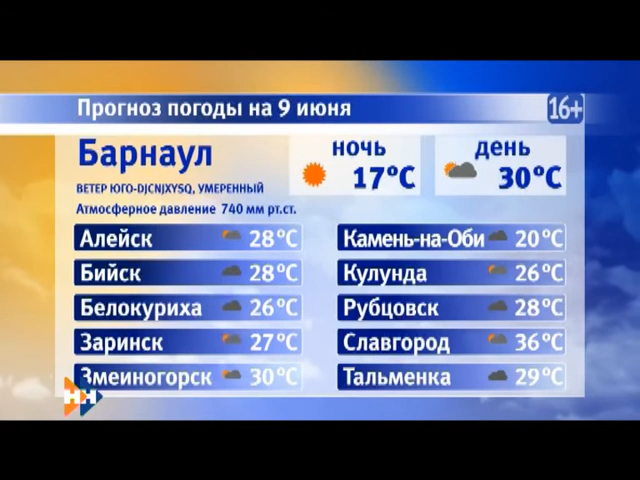 Прогноз погоды на 9 июня
16+
Барнаул
ночь
17°C
день
30°C
ВЕТЕР ЮГО-DJCNJXYSQ, УМЕРЕННЫЙ
Атмосферное давление 740 мм рт.ст.
Алейск 28°C
Бийск 28°C
Белокуриха 26°C
Заринск 27°C
Змеиногорск 30°C
Камень-на-Оби 20°C
Кулунда 26°C
Рубцовск 28°C
Славгород 36°C
Тальменка 29°C
НН